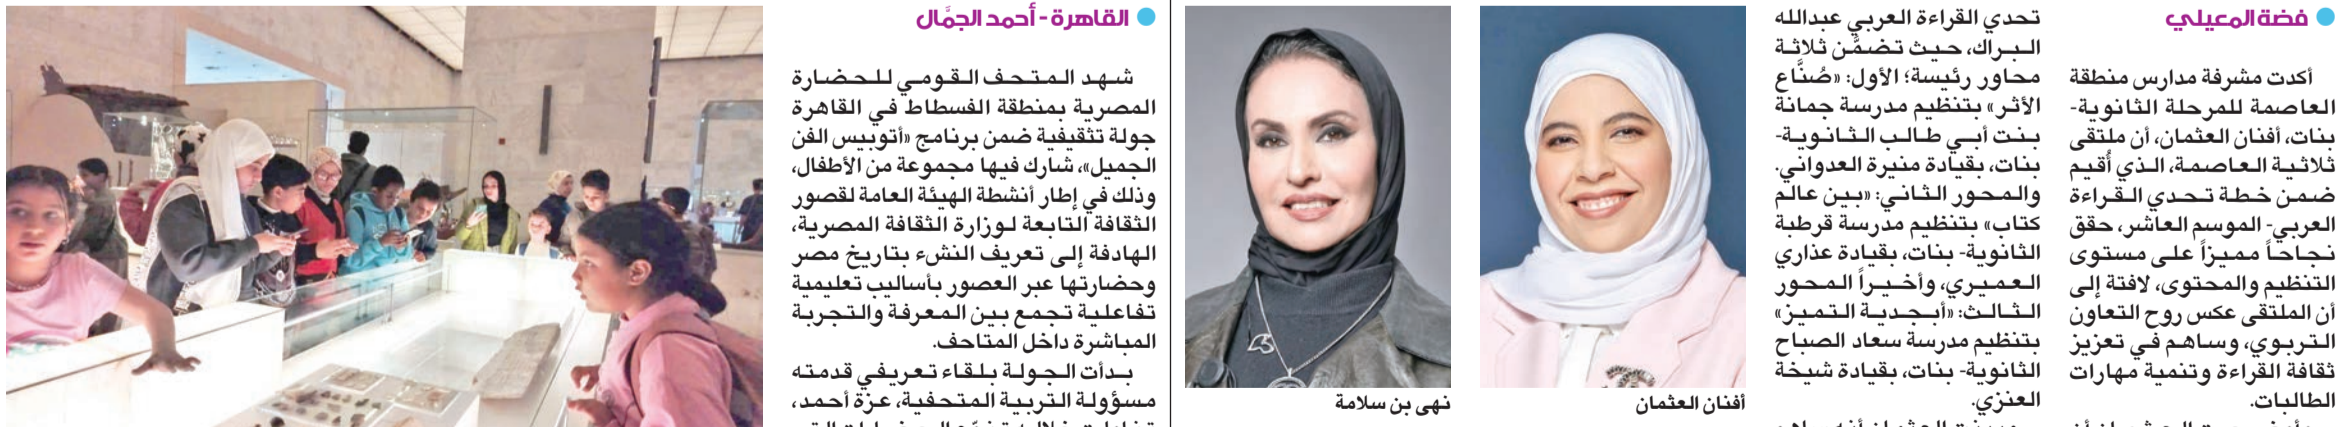 فضة المعيلي
أكدت مشرفة مدارس منطقة
العاصمة للمرحلة الثانوية-
بنات، أفنان العثمان، أن ملتقى
ثلاثية العاصمة، الذي أُقيم
ضمن خطة تحدي القراءة
العربي- الموسم العاشر، حقق
نجاحاً مميزاً على مستوى
التنظيم والمحتوى، لافتة إلى
أن الملتقى عكس روح التعاون
التربوي، وساهم في تعزيز
ثقافة القراءة وتنمية مهارات
الطالبات.
تحدي القراءة العربي عبدالله
البراك، حيث تضمَّن ثلاثة
محاور رئيسة؛ الأول: «صُنَّاع
الأثر» بتنظيم مدرسة جمانة
بنت أبي طالب الثانوية-
بنات، بقيادة منيرة العدواني.
والمحور الثاني: «بين عالم
كتاب» بتنظيم مدرسة قرطبة
الثانوية- بنات، بقيادة عذاري
العميري، وأخيراً المحور
الثالث: «أبجدية التميز»
بتنظيم مدرسة سعاد الصباح
الثانوية- بنات، بقيادة شيخة
العنزي.
أفنان العثمان
نهى بن سلامة
القاهرة - أحمد الجمَّال
شهد المتحف القومي للحضارة
المصرية بمنطقة الفسطاط في القاهرة
جولة تثقيفية ضمن برنامج «أتوبيس الفن
الجميل»، شارك فيها مجموعة من الأطفال،
وذلك في إطار أنشطة الهيئة العامة لقصور
الثقافة التابعة لوزارة الثقافة المصرية،
الهادفة إلى تعريف النشء بتاريخ مصر
وحضارتها عبر العصور بأساليب تعليمية
تفاعلية تجمع بين المعرفة والتجربة
المباشرة داخل المتاحف.
بدأت الجولة بلقاء تعريفي قدمته
مسؤولة التربية المتحفية، عزة أحمد،